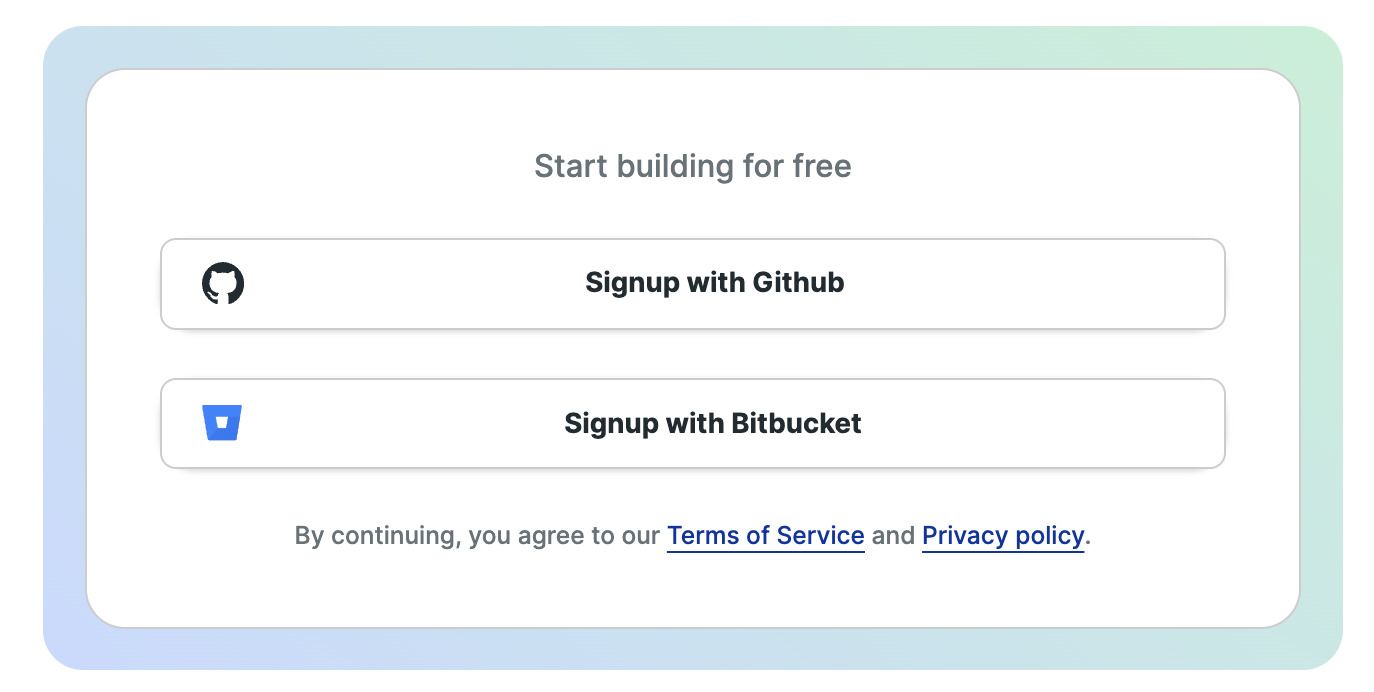 Start building for free
Signup with Github
Signup with Bitbucket
By continuing, you agree to our Terms of Service and Privacy policy.